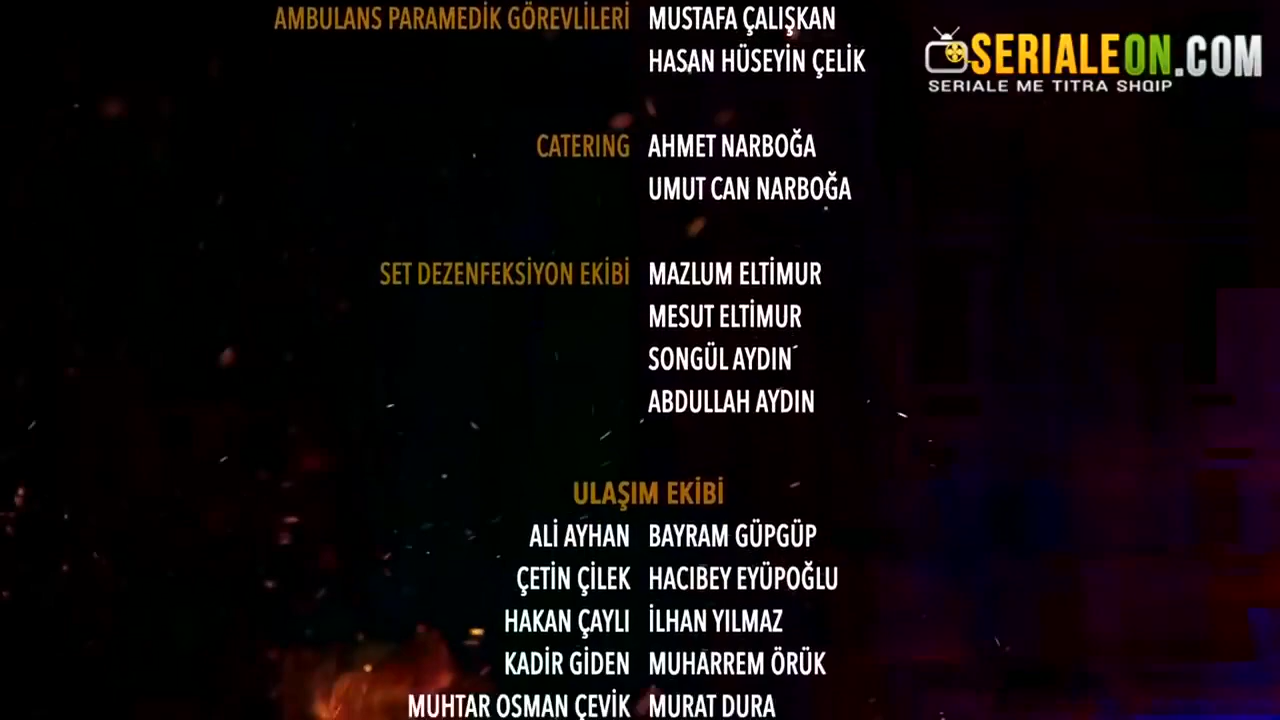 AMBULANS PARAMEDİK GÖREVLİLERİ MUSTAFA ÇALIŞKAN
HASAN HÜSEYİN ÇELİK
SERIALEON.COM
SERIALE ME TITRA SHQIP
CATERING AHMET NARBOĞA
UMUT CAN NARBOĞA
SET DEZENFEKSİYON EKİBİ MAZLUM ELTİMUR
MESUT ELTİMUR
SONGÜL AYDIN
ABDULLAH AYDIN
ULAŞIM EKİBİ
ALİ AYHAN BAYRAM GÜPGÜP
ÇETİN ÇİLEK HACIBEY EYÜPOĞLU
HAKAN ÇAYLI İLHAN YILMAZ
KADİR GİDEN MUHARREM ÖRÜK
MUHTAR OSMAN ÇEVİK MURAT DURA